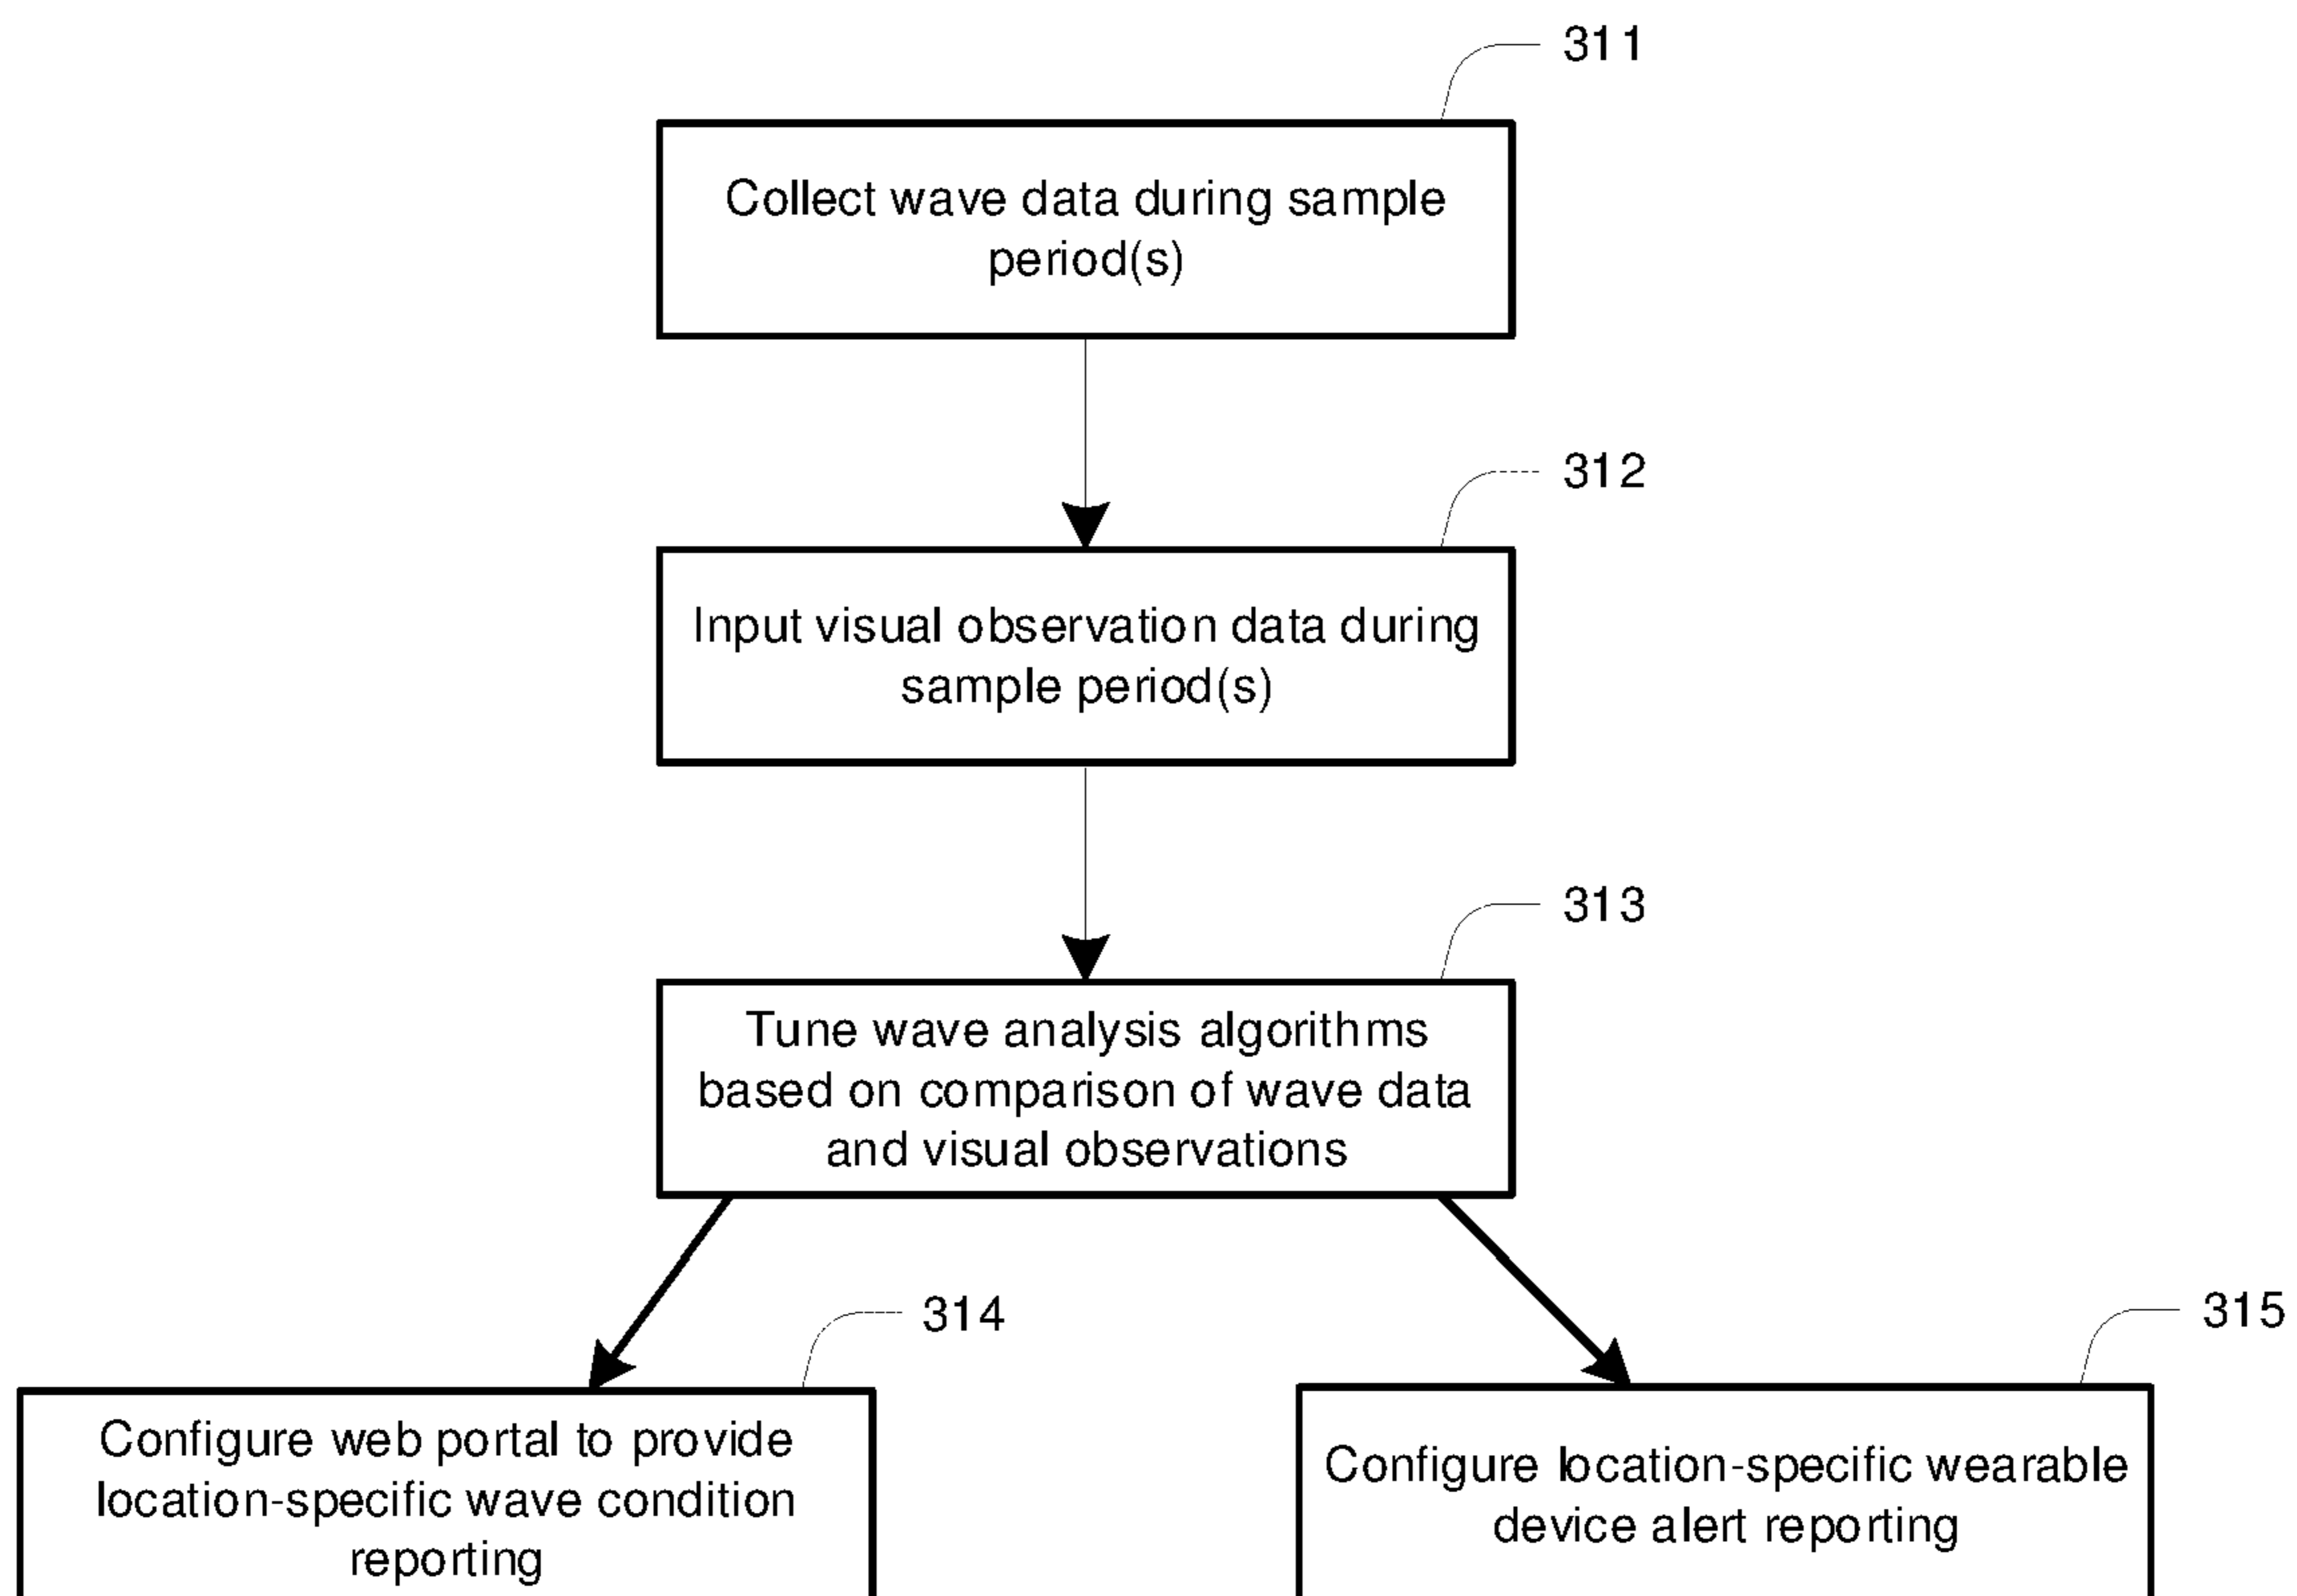 311
Collect wave data during sample
period(s)
312
Input visual observation data during
sample period(s)
313
Tune wave analysis algorithms
based on comparison of wave data
and visual observations
314
Configure web portal to provide
location-specific wave condition
reporting
315
Configure location-specific wearable
device alert reporting